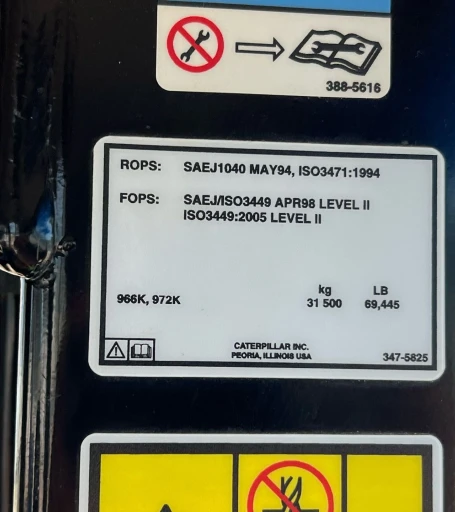 388-5616
ROPS: SAEJ1040 MAY94, ISO3471:1994
FOPS: SAEJ/ISO3449 APR98 LEVEL II
ISO3449:2005 LEVEL II
kg LB
966K, 972K 31 500 69,445
CATERPILLAR INC.
PEORIA, ILLINOIS USA
347-5825